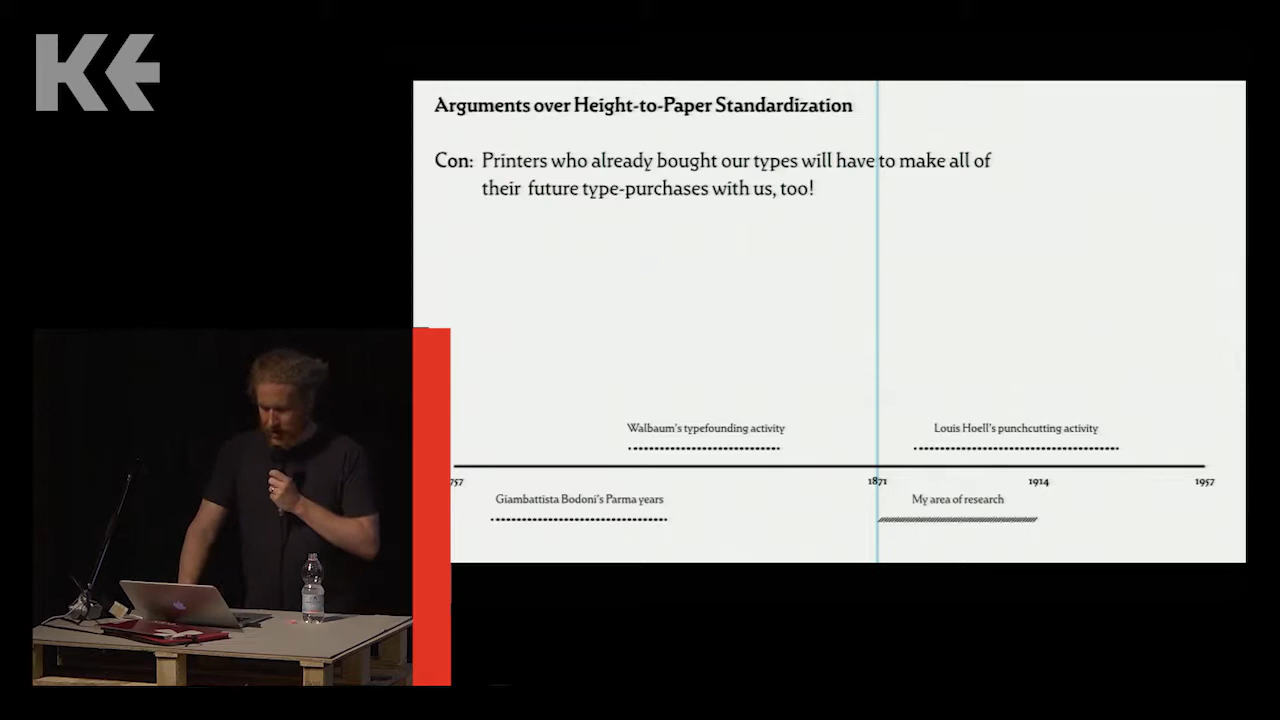 KE
Arguments over Height-to-Paper Standardization
Con: Printers who already bought our types will have to make all of
their future type-purchases with us, too!
Walbaum's typefounding activity
Louis Hoell's punchcutting activity
757
1871
1914
1957
Giambattista Bodoni's Parma years
My area of research